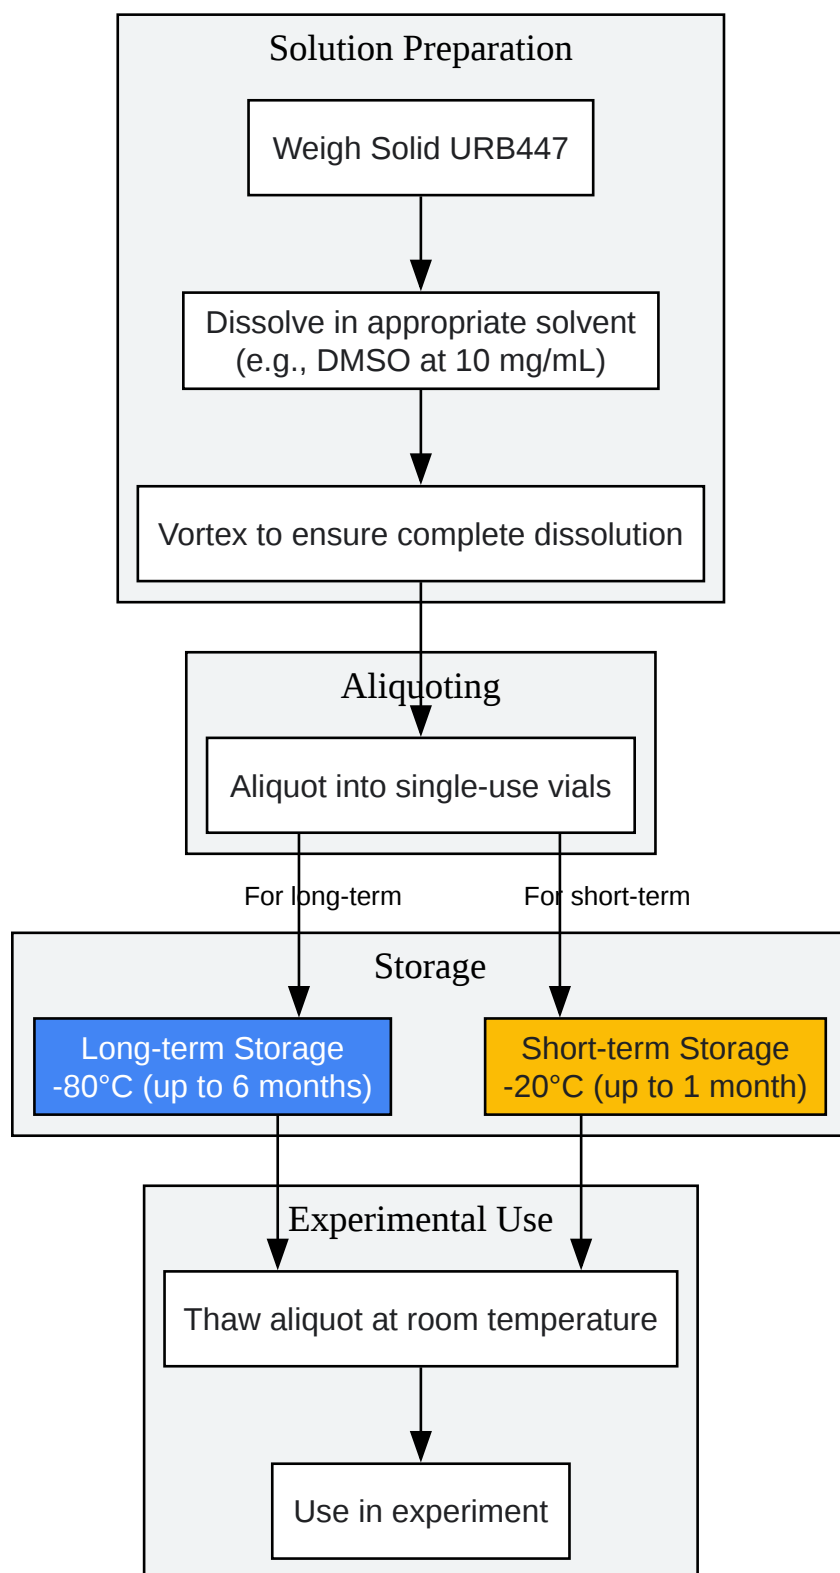 Solution Preparation
Weigh Solid URB447
Dissolve in appropriate solvent
(e.g., DMSO at 10 mg/mL)
Vortex to ensure complete dissolution
Aliquoting
Aliquot into single-use vials
For long-term
For short-term
Storage
Long-term Storage
-80°C (up to 6 months)
Short-term Storage
-20°C (up to 1 month)
Experimental Use
Thaw aliquot at room temperature
Use in experiment